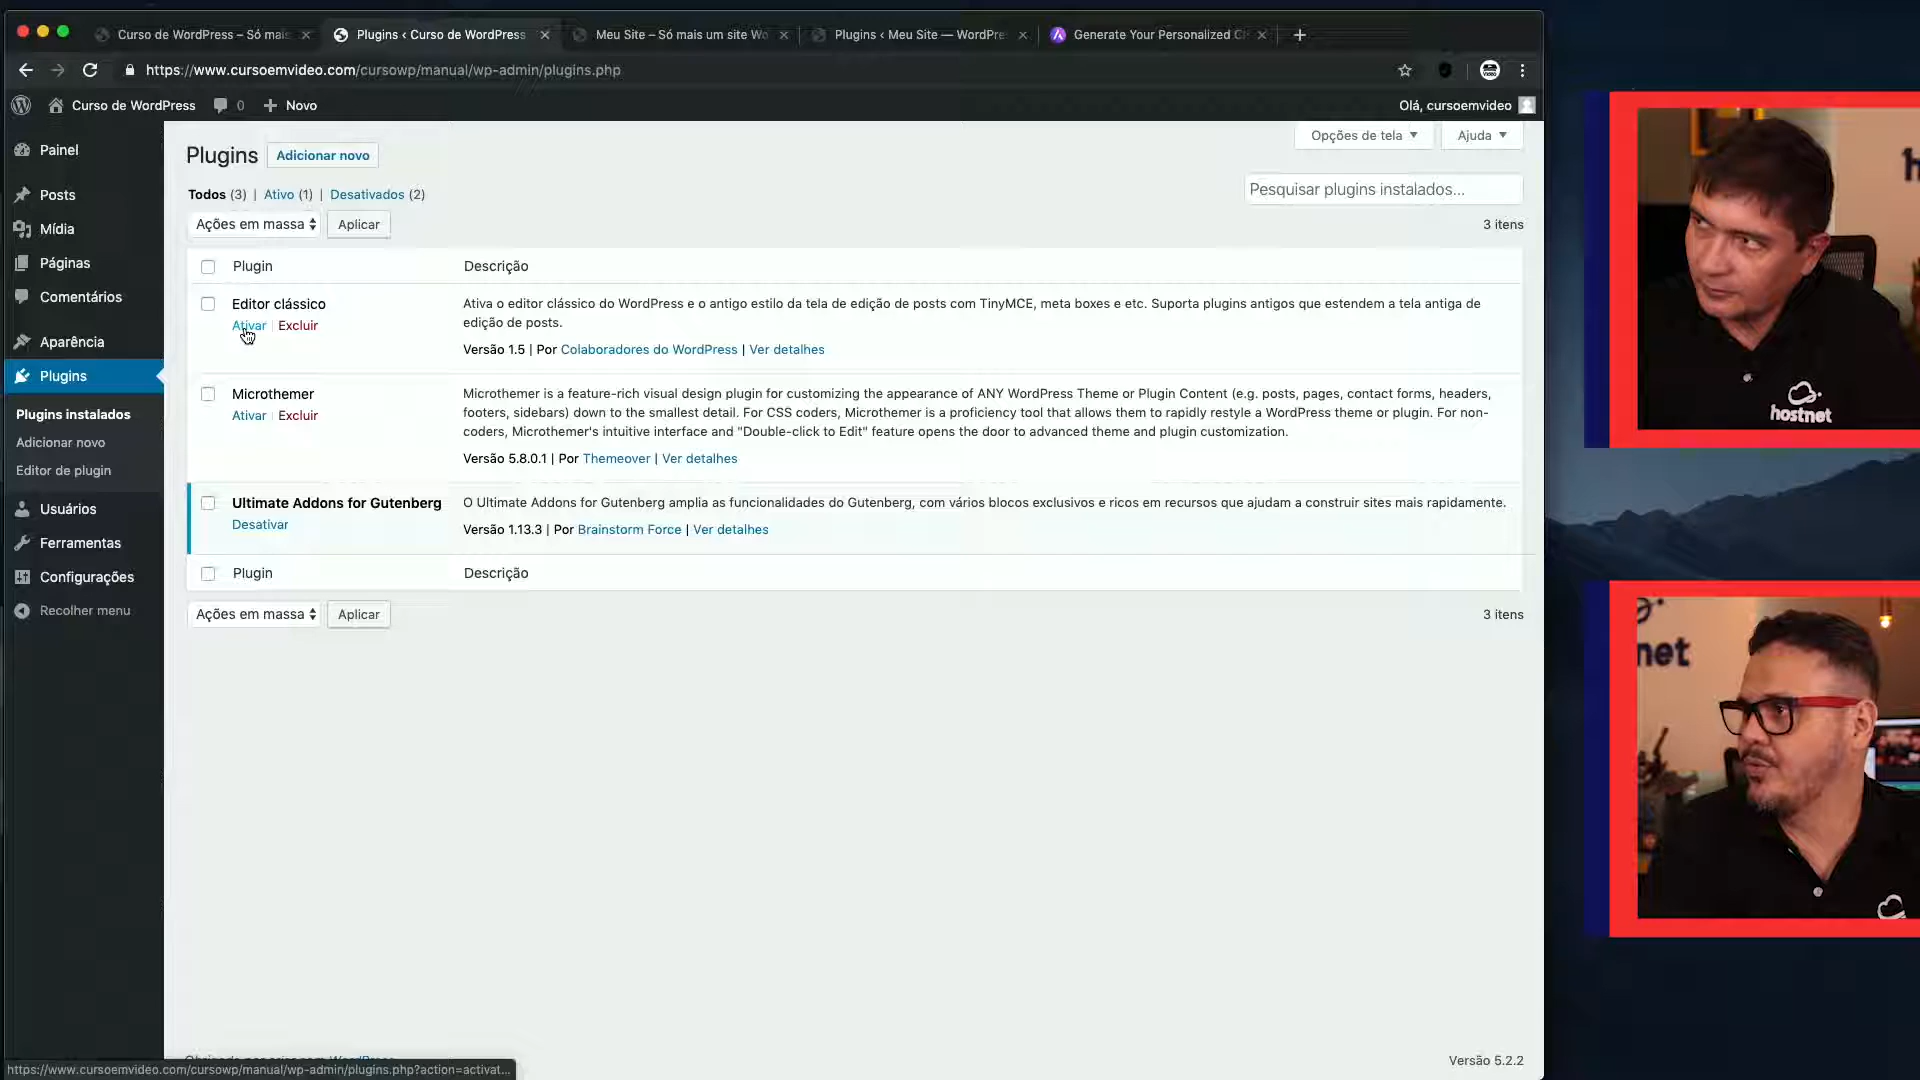 Curso de WordPress – Só mais
Plugins ‹ Curso de WordPress
Meu Site – Só mais um site Wo
Plugins ‹ Meu Site — WordPre
Generate Your Personalized C
https://www.cursoemvideo.com/cursowp/manual/wp-admin/plugins.php
Curso de WordPress 0 Novo
Olá, cursoemvideo
Painel
Posts
Mídia
Páginas
Comentários
Aparência
Plugins
Plugins instalados
Adicionar novo
Editor de plugin
Usuários
Ferramentas
Configurações
Recolher menu
Opções de tela
Ajuda
Plugins Adicionar novo
Todos (3) | Ativo (1) | Desativados (2)
Pesquisar plugins instalados...
Ações em massa Aplicar
3 itens
Plugin Descrição
Editor clássico
Ativar | Excluir
Ativa o editor clássico do WordPress e o antigo estilo da tela de edição de posts com TinyMCE, meta boxes e etc. Suporta plugins antigos que estendem a tela antiga de
edição de posts.
Versão 1.5 | Por Colaboradores do WordPress | Ver detalhes
Microthemer
Ativar | Excluir
Microthemer is a feature-rich visual design plugin for customizing the appearance of ANY WordPress Theme or Plugin Content (e.g. posts, pages, contact forms, headers,
footers, sidebars) down to the smallest detail. For CSS coders, Microthemer is a proficiency tool that allows them to rapidly restyle a WordPress theme or plugin. For non-
coders, Microthemer's intuitive interface and "Double-click to Edit" feature opens the door to advanced theme and plugin customization.
Versão 5.8.0.1 | Por Themeover | Ver detalhes
Ultimate Addons for Gutenberg
Desativar
O Ultimate Addons for Gutenberg amplia as funcionalidades do Gutenberg, com vários blocos exclusivos e ricos em recursos que ajudam a construir sites mais rapidamente.
Versão 1.13.3 | Por Brainstorm Force | Ver detalhes
Plugin Descrição
Ações em massa Aplicar
3 itens
Versão 5.2.2
https://www.cursoemvideo.com/cursowp/manual/wp-admin/plugins.php?action=activat...
hostnet
net